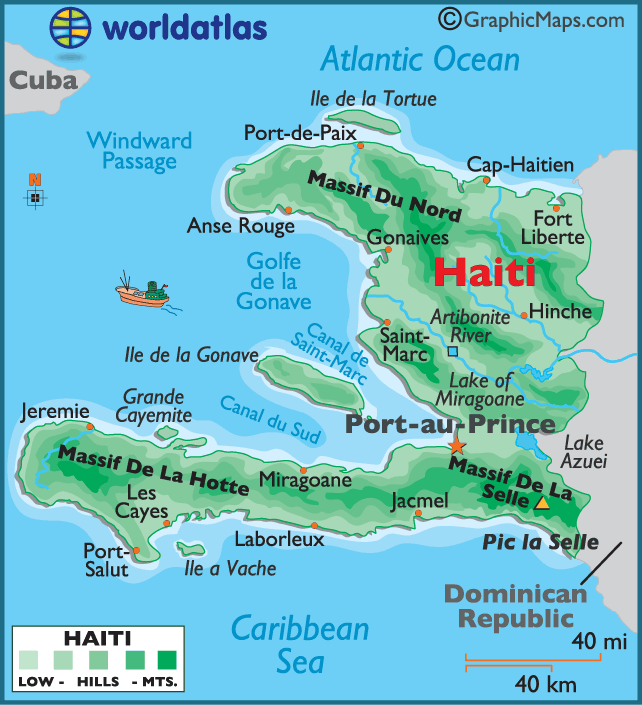 worldatlas
©GraphicMaps.com
Cuba
Atlantic Ocean
Ile de la Tortue
Windward
Passage
Port-de-Paix
Cap-Haitien
N
Massif Du Nord
Anse Rouge
Fort
Liberte
Gonaives
Golfe
de la
Gonave
Haiti
Hinche
Artibonite
River
Canal de
Saint-Marc
Saint-
Marc
Ile de la Gonave
Lake of
Miragoane
Grande
Cayemite
Canal du Sud
Jeremie
Port-au-Prince
Lake
Azuei
Massif De La Hotte
Miragoane
Massif De La
Selle
Les
Cayes
Jacmel
Laborleux
Pic la Selle
Port-
Salut
Ile a Vache
Dominican
Republic
Caribbean
Sea
HAITI
LOW - HILLS - MTS.
40 mi
40 km